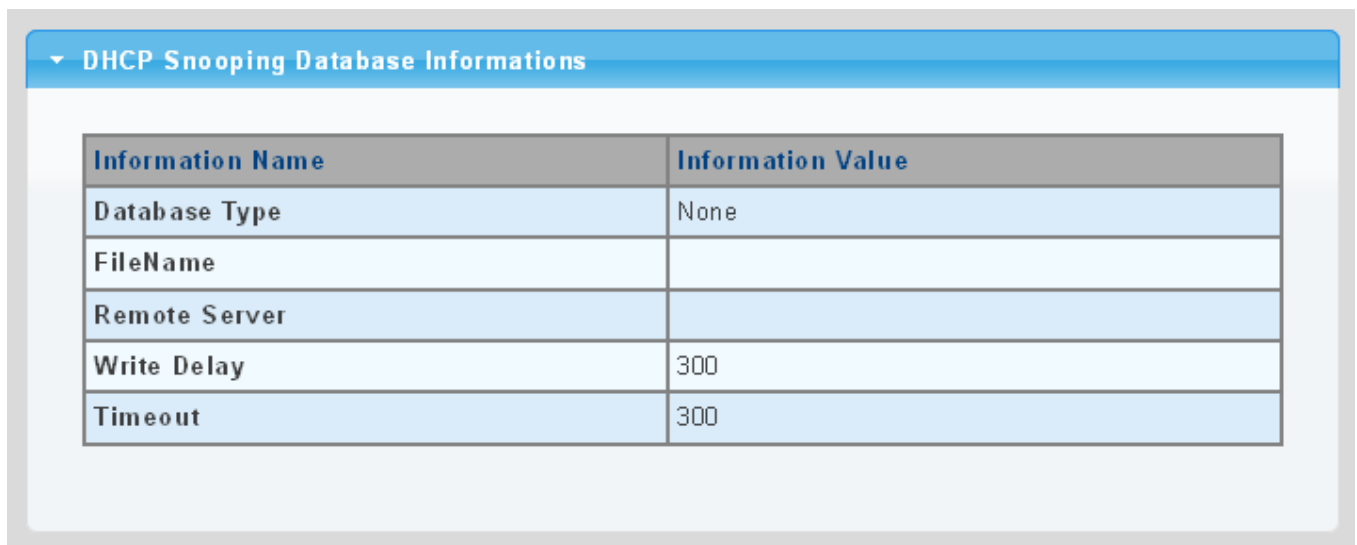 DHCP Snooping Database Informations
Information Name Information Value
Database Type None
FileName
Remote Server
Write Delay 300
Timeout 300